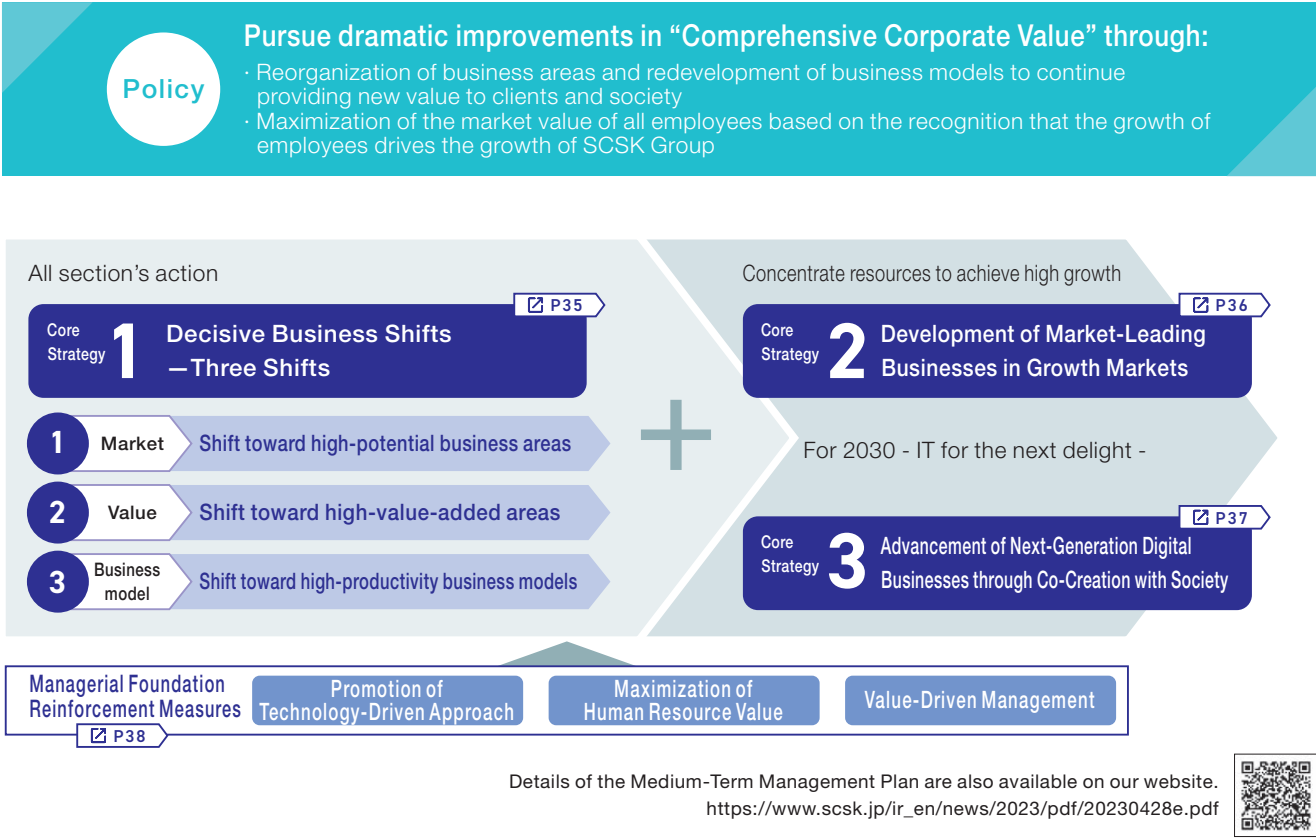 Policy
Pursue dramatic improvements in “Comprehensive Corporate Value” through:
· Reorganization of business areas and redevelopment of business models to continue
providing new value to clients and society
· Maximization of the market value of all employees based on the recognition that the growth of
employees drives the growth of SCSK Group
All section’s action
P35
Core
Strategy
1
Decisive Business Shifts
—Three Shifts
1 Market Shift toward high-potential business areas
2 Value Shift toward high-value-added areas
3 Business
model
Shift toward high-productivity business models
+
Concentrate resources to achieve high growth
P36
Core
Strategy
2
Development of Market-Leading
Businesses in Growth Markets
For 2030 - IT for the next delight -
P37
Core
Strategy
3
Advancement of Next-Generation Digital
Businesses through Co-Creation with Society
Managerial Foundation
Reinforcement Measures
P38
Promotion of
Technology-Driven Approach
Maximization of
Human Resource Value
Value-Driven Management
Details of the Medium-Term Management Plan are also available on our website.
https://www.scsk.jp/ir_en/news/2023/pdf/20230428e.pdf